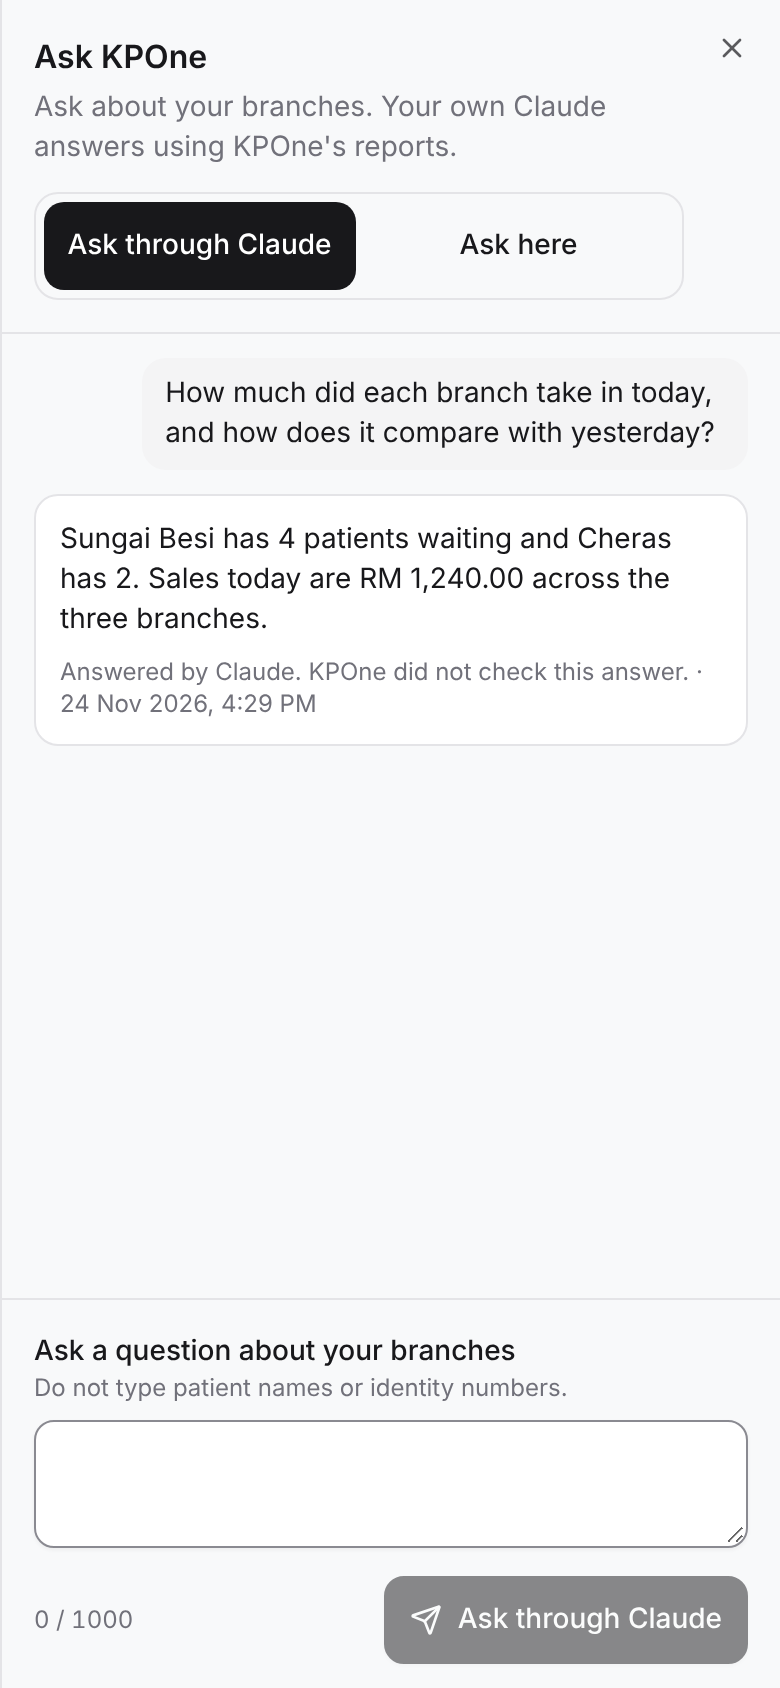 Ask KPOne
Ask about your branches. Your own Claude
answers using KPOne's reports.
Ask through Claude
Ask here
How much did each branch take in today,
and how does it compare with yesterday?
Sungai Besi has 4 patients waiting and Cheras
has 2. Sales today are RM 1,240.00 across the
three branches.
Answered by Claude. KPOne did not check this answer. ·
24 Nov 2026, 4:29 PM
Ask a question about your branches
Do not type patient names or identity numbers.
0 / 1000
Ask through Claude